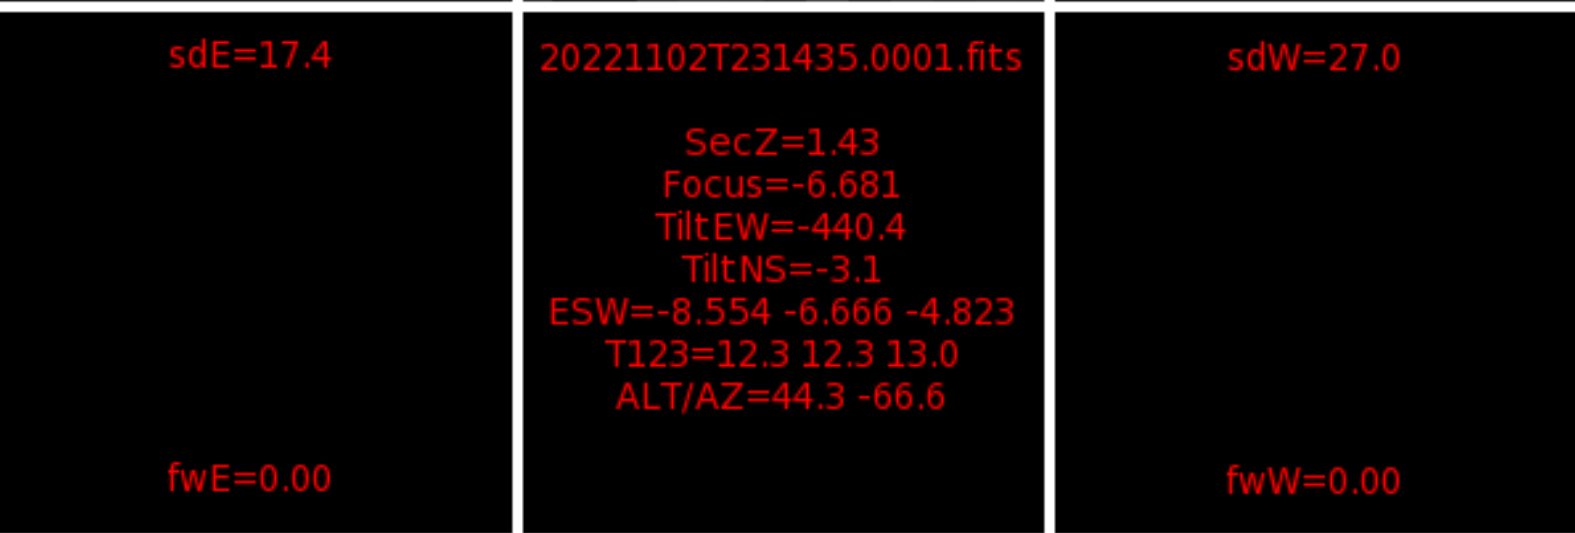 sdE=17.4
20221102T231435.0001.fits
sdW=27.0
SecZ=1.43
Focus=-6.681
TiltEW=-440.4
TiltNS=-3.1
ESW=-8.554 -6.666 -4.823
T123=12.3 12.3 13.0
ALT/AZ=44.3 -66.6
fwE=0.00
fwW=0.00